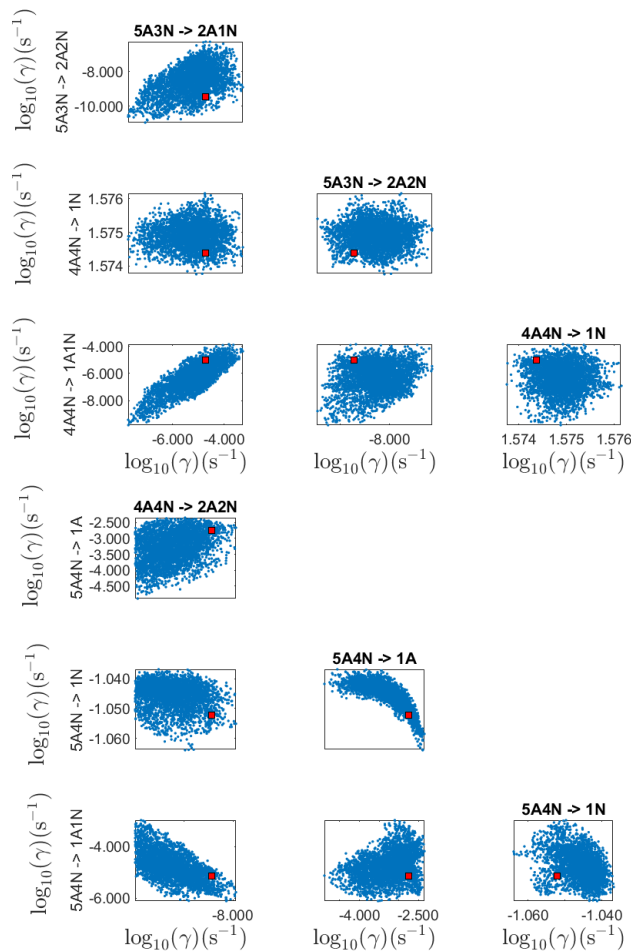 5A3N -> 2A1N
log₁₀(γ)(s⁻¹)
5A3N -> 2A2N
-8.000
-10.000
5A3N -> 2A2N
log₁₀(γ)(s⁻¹)
4A4N -> 1N
1.576
1.575
1.574
4A4N -> 1N
log₁₀(γ)(s⁻¹)
4A4N -> 1A1N
-4.000
-6.000
-8.000
-6.000 -4.000
-8.000
1.574 1.575 1.576
log₁₀(γ)(s⁻¹)
log₁₀(γ)(s⁻¹)
log₁₀(γ)(s⁻¹)
4A4N -> 2A2N
log₁₀(γ)(s⁻¹)
5A4N -> 1A
-2.500
-3.000
-3.500
-4.000
-4.500
5A4N -> 1A
log₁₀(γ)(s⁻¹)
5A4N -> 1N
-1.040
-1.050
-1.060
5A4N -> 1N
log₁₀(γ)(s⁻¹)
5A4N -> 1A1N
-4.000
-6.000
-8.000
-4.000 -2.500
-1.060 -1.040
log₁₀(γ)(s⁻¹)
log₁₀(γ)(s⁻¹)
log₁₀(γ)(s⁻¹)